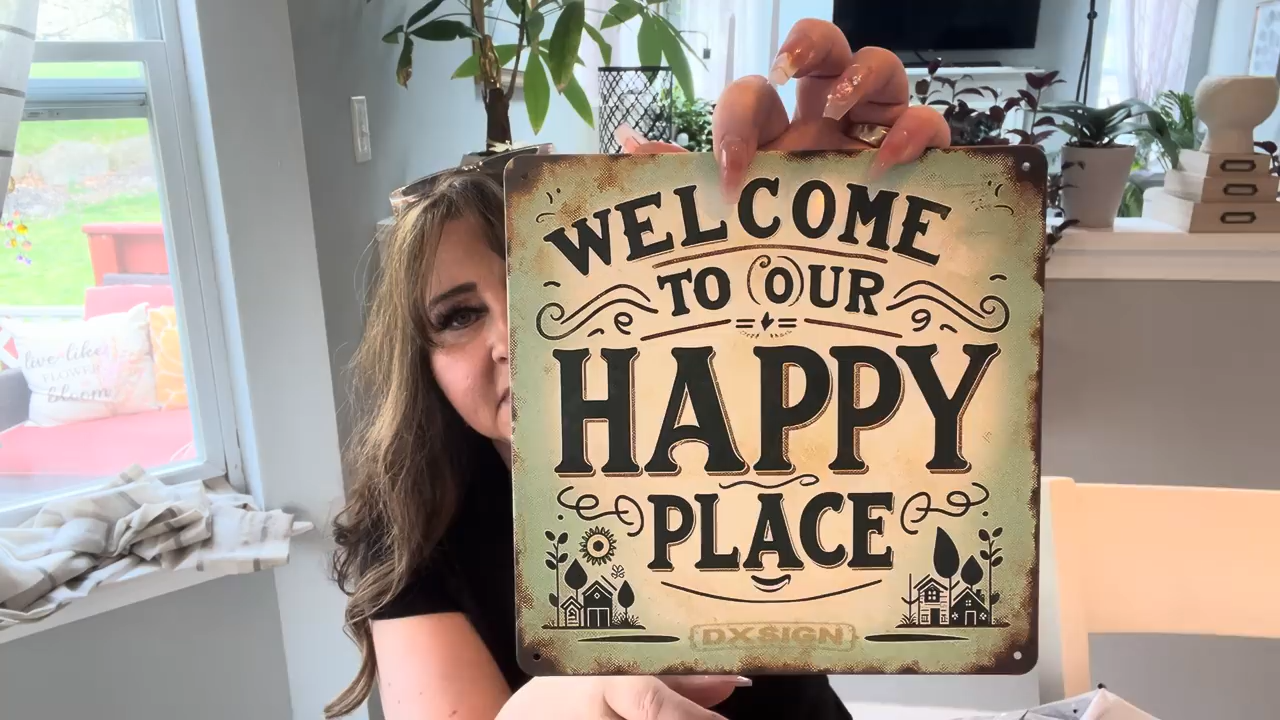 WELCOME
TO OUR
HAPPY
PLACE
DXSIGN
live like
FLOWER
bloom